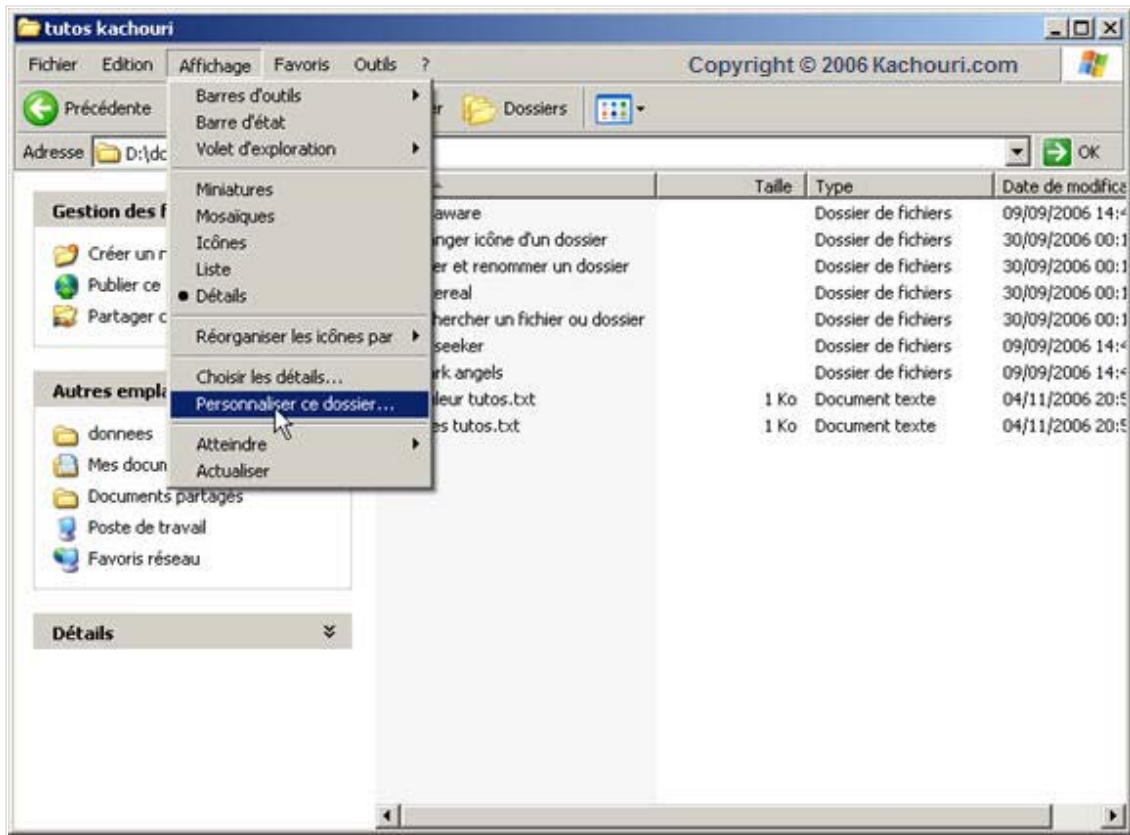 tutos kachouri
Fichier Edition Affichage Favoris Outils ? Copyright © 2006 Kachouri.com
Précédente Dossiers
Adresse D:\dc OK
Barres d'outils
Barre d'état
Volet d'exploration
Miniatures
Mosaïques
Icônes
Liste
Détails
Réorganiser les icônes par
Choisir les détails...
Personnaliser ce dossier...
Atteindre
Actualiser
Gestion des f
Créer un r
Publier ce
Partager c
Autres empla
donnees
Mes docum
Documents partagés
Poste de travail
Favoris réseau
Détails
Taille Type Date de modifica
aware Dossier de fichiers 09/09/2006 14:4
nger icône d'un dossier Dossier de fichiers 30/09/2006 00:1
er et renommer un dossier Dossier de fichiers 30/09/2006 00:1
ereal Dossier de fichiers 30/09/2006 00:1
hercher un fichier ou dossier Dossier de fichiers 30/09/2006 00:1
seeker Dossier de fichiers 09/09/2006 14:4
rk angels Dossier de fichiers 09/09/2006 14:4
leur tutos.txt 1 Ko Document texte 04/11/2006 20:5
es tutos.txt 1 Ko Document texte 04/11/2006 20:5